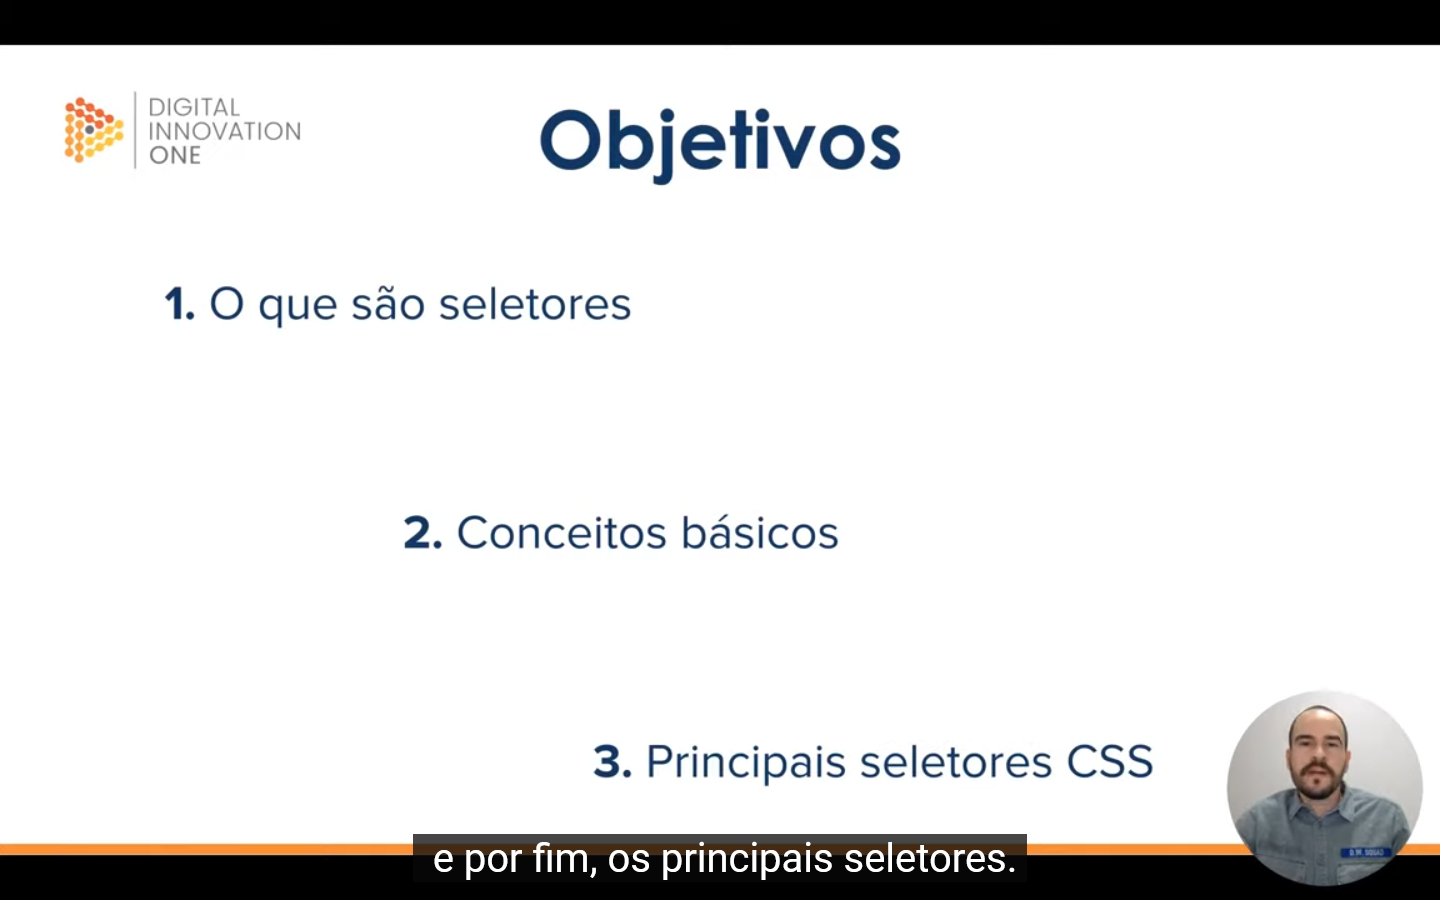 DIGITAL
INNOVATION
ONE
Objetivos
1. O que são seletores
2. Conceitos básicos
3. Principais seletores CSS
e por fim, os principais seletores.